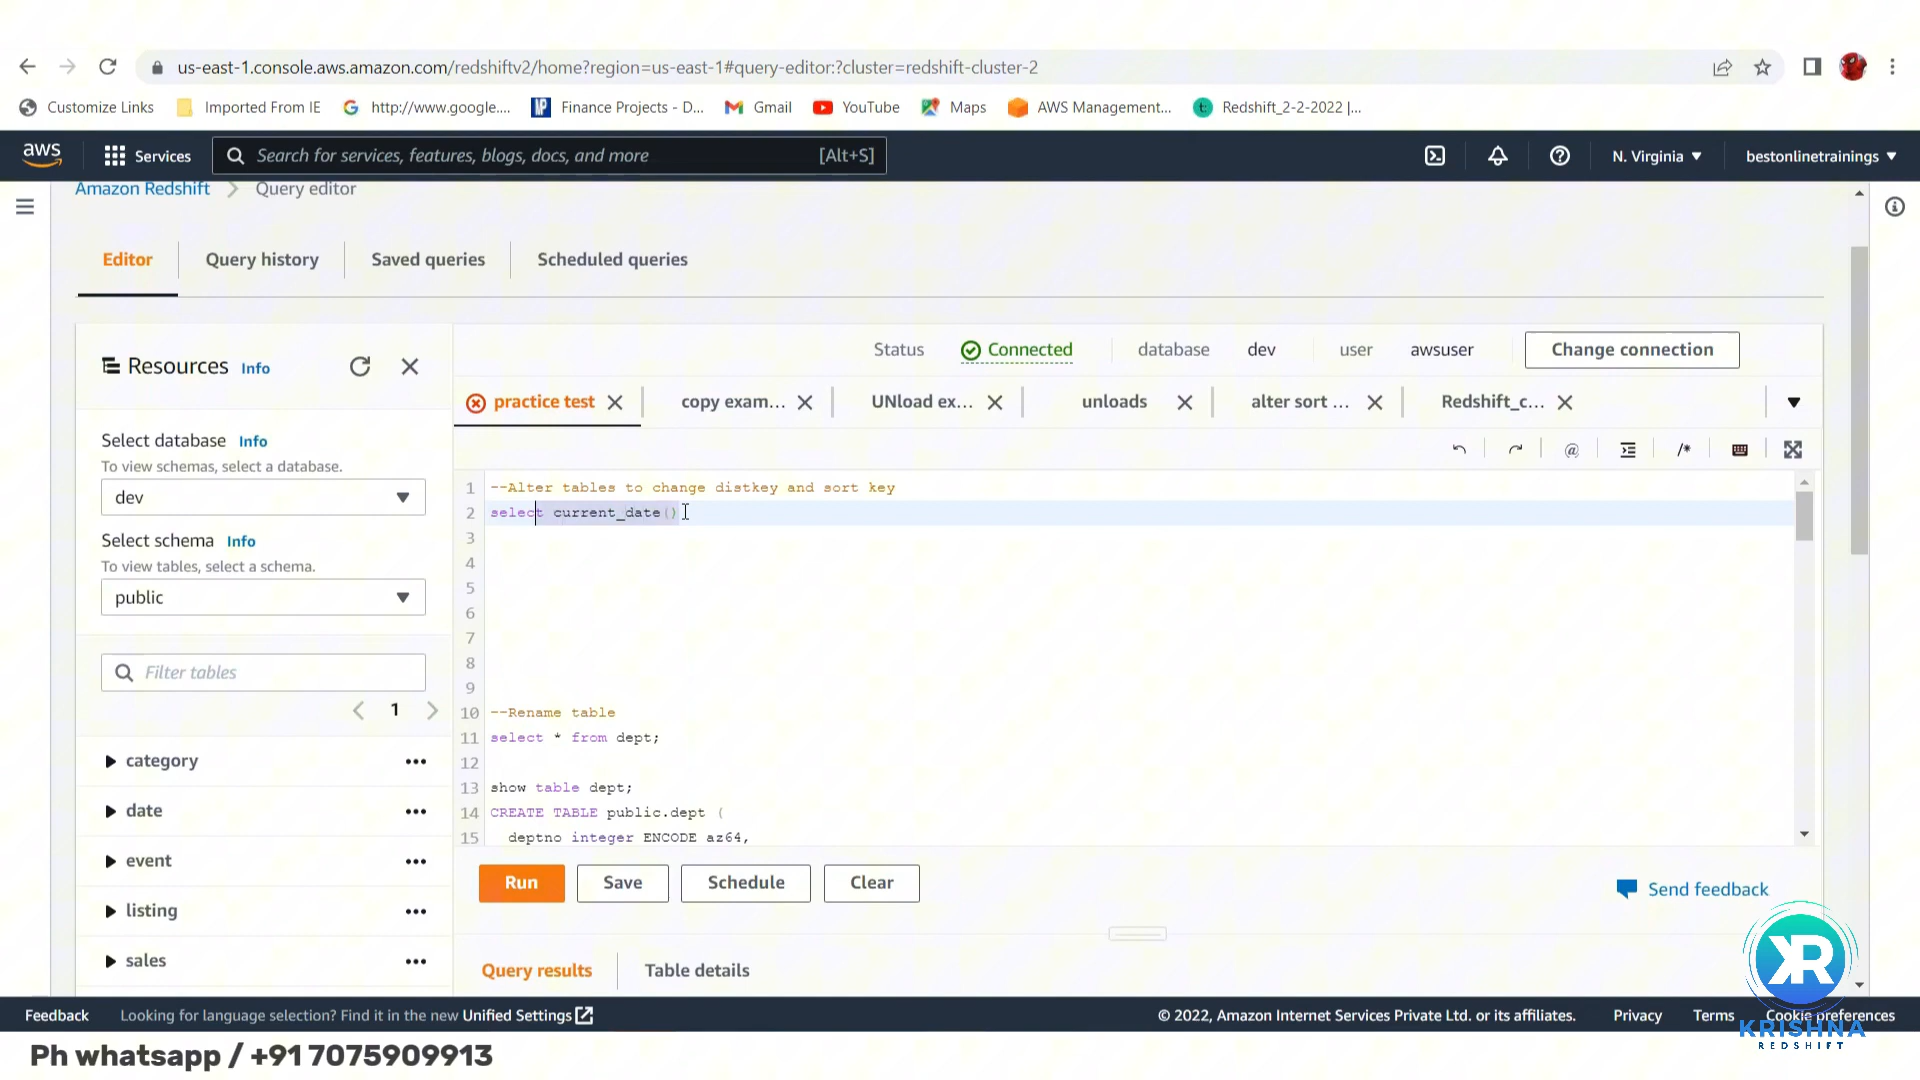 us-east-1.console.aws.amazon.com/redshiftv2/home?region=us-east-1#query-editor:?cluster=redshift-cluster-2
Customize Links Imported From IE http://www.google.... Finance Projects - D... Gmail YouTube Maps AWS Management... Redshift_2-2-2022 |...
aws Services Search for services, features, blogs, docs, and more [Alt+S] N. Virginia bestonlinetrainings
Amazon Redshift Query editor
Editor Query history Saved queries Scheduled queries
Resources Info
Status Connected database dev user awsuser Change connection
practice test copy exam... UNload ex... unloads alter sort ... Redshift_c...
Select database Info
To view schemas, select a database.
dev
Select schema Info
To view tables, select a schema.
public
Filter tables
1
category
date
event
listing
sales
@ /*
1 --Alter tables to change distkey and sort key
2 select current_date()
3
4
5
6
7
8
9
10 --Rename table
11 select * from dept;
12
13 show table dept;
14 CREATE TABLE public.dept (
15 deptno integer ENCODE az64,
Run Save Schedule Clear
Send feedback
Query results Table details
KR
KRISHNA
REDSHIFT
Feedback Looking for language selection? Find it in the new Unified Settings © 2022, Amazon Internet Services Private Ltd. or its affiliates. Privacy Terms Cookie preferences
Ph whatsapp / +91 7075909913